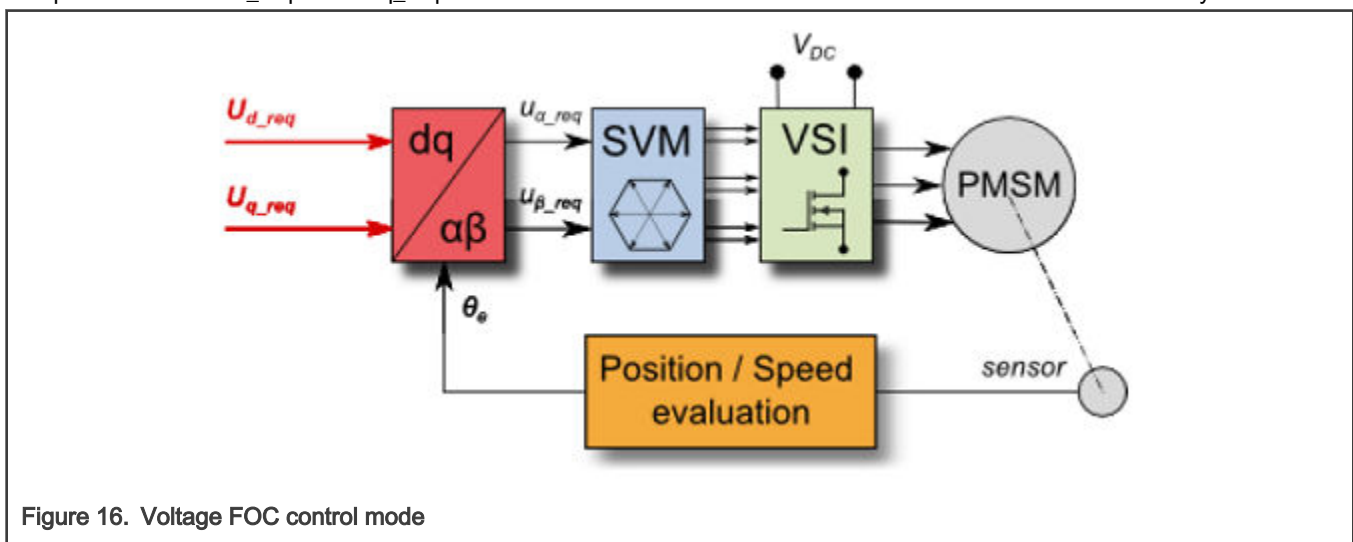 V_DC
U_d_req
dq
u_α_req
SVM
VSI
U_q_req
αβ
u_β_req
PMSM
θ_e
Position / Speed
evaluation
sensor
Figure 16. Voltage FOC control mode